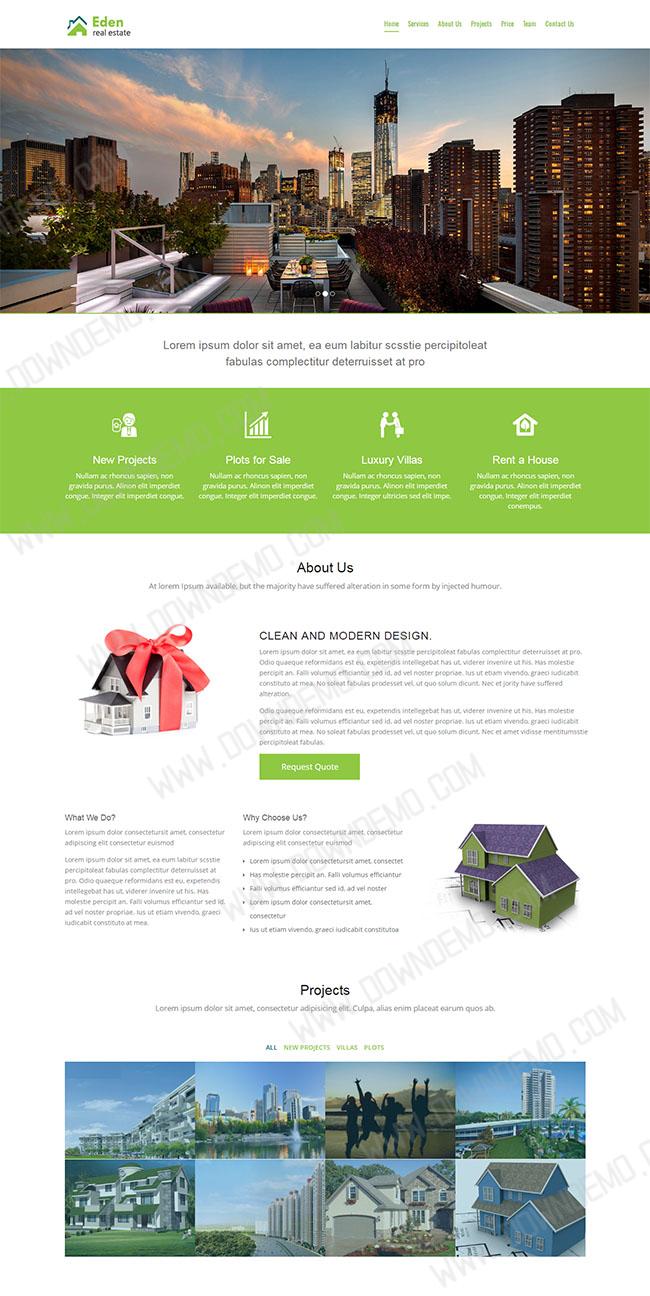 Eden
real estate
Home Services About Us Projects Price Team Contact Us
Lorem ipsum dolor sit amet, ea eum labitur scsstie percipitoleat
fabulas complectitur deterruisset at pro
New Projects
Nullam ac rhoncus sapien, non
gravida purus. Alinon elit imperdiet
congue. Integer elit imperdiet congue.
Plots for Sale
Nullam ac rhoncus sapien, non
gravida purus. Alinon elit imperdiet
congue. Integer elit imperdiet congue.
Luxury Villas
Nullam ac rhoncus sapien, non
gravida purus. Alinon elit imperdiet
congue. Integer ultricies sed elit impe.
Rent a House
Nullam ac rhoncus sapien, non
gravida purus. Alinon elit imperdiet
congue. Integer elit imperdiet
conempus.
About Us
At lorem Ipsum available, but the majority have suffered alteration in some form by injected humour.
CLEAN AND MODERN DESIGN.
Lorem ipsum dolor sit amet, ea eum labitur scsstie percipitoleat fabulas complectitur deterruisset at pro.
Odio quaeque reformidans est eu, expetendis intellegebat has ut, viderer invenire ut his. Has molestie
percipit an. Falli volumus efficiantur sed id, ad vel noster propriae. Ius ut etiam vivendo, graeci iudicabit
constituto at mea. No soleat fabulas prodesset vel, ut quo solum dicunt. Nec et jority have suffered
alteration.
Odio quaeque reformidans est eu, expetendis intellegebat has ut, viderer invenire ut his. Has molestie
percipit an. Falli volumus efficiantur sed id, ad vel noster propriae. Ius ut etiam vivendo, graeci iudicabit
constituto at mea. No soleat fabulas prodesset vel, ut quo solum dicunt. Nec et amet vidisse mentitumsstie
percipitoleat fabulas.
Request Quote
What We Do?
Lorem ipsum dolor consectetursit amet, consectetur
adipiscing elit consectetur euismod
Lorem ipsum dolor sit amet, ea eum labitur scsstie
percipitoleat fabulas complectitur deterruisset at
pro. Odio quaeque reformidans est eu, expetendis
intellegebat has ut, viderer invenire ut his. Has
molestie percipit an. Falli volumus efficiantur sed id,
ad vel noster propriae. Ius ut etiam vivendo, graeci
iudicabit constituto at mea.
Why Choose Us?
Lorem ipsum dolor consectetursit amet, consectetur
adipiscing elit consectetur euismod
Lorem ipsum dolor consectetursit amet, consectet
Has molestie percipit an. Falli volumus efficiantur
Falli volumus efficiantur sed id, ad vel noster
Lorem ipsum dolor consectetursit amet,
consectetur
Ius ut etiam vivendo, graeci iudicabit constitutoa
Projects
Lorem ipsum dolor sit amet, consectetur adipisicing elit. Culpa, alias enim placeat earum quos ab.
ALL NEW PROJECTS VILLAS PLOTS
WWW.DOWNDEMO.COM
WWW.DOWNDEMO.COM
WWW.DOWNDEMO.COM
WWW.DOWNDEMO.COM